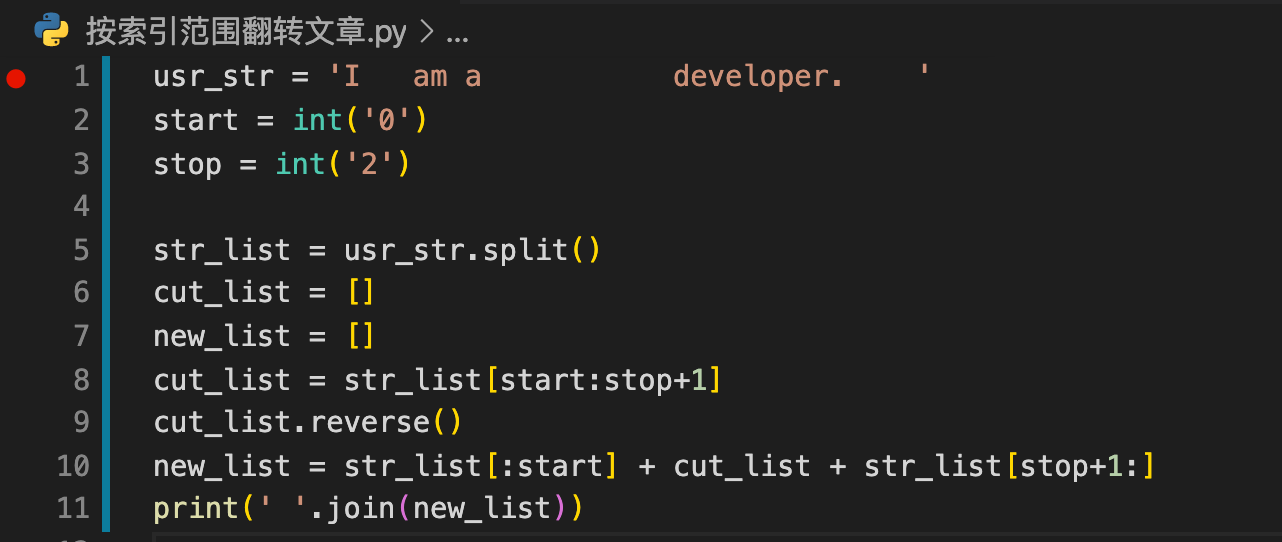 按索引范围翻转文章.py > ...
1 usr_str = 'I   am a           developer.    '
2 start = int('0')
3 stop = int('2')
4
5 str_list = usr_str.split()
6 cut_list = []
7 new_list = []
8 cut_list = str_list[start:stop+1]
9 cut_list.reverse()
10 new_list = str_list[:start] + cut_list + str_list[stop+1:]
11 print(' '.join(new_list))